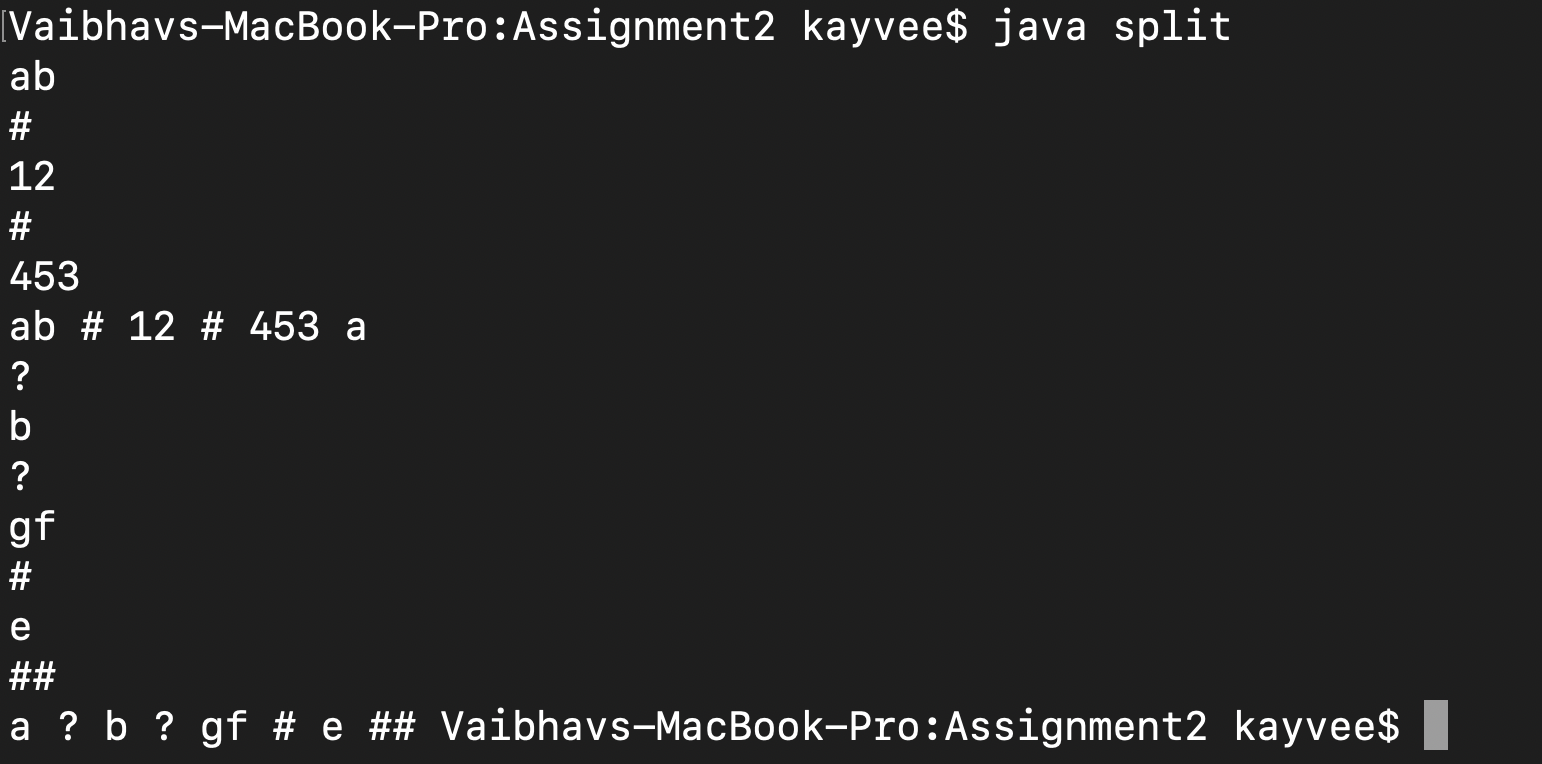 Vaibhavs-MacBook-Pro:Assignment2 kayvee$ java split
ab
#
12
#
453
ab # 12 # 453 a
?
b
?
gf
#
e
##
a ? b ? gf # e ## Vaibhavs-MacBook-Pro:Assignment2 kayvee$